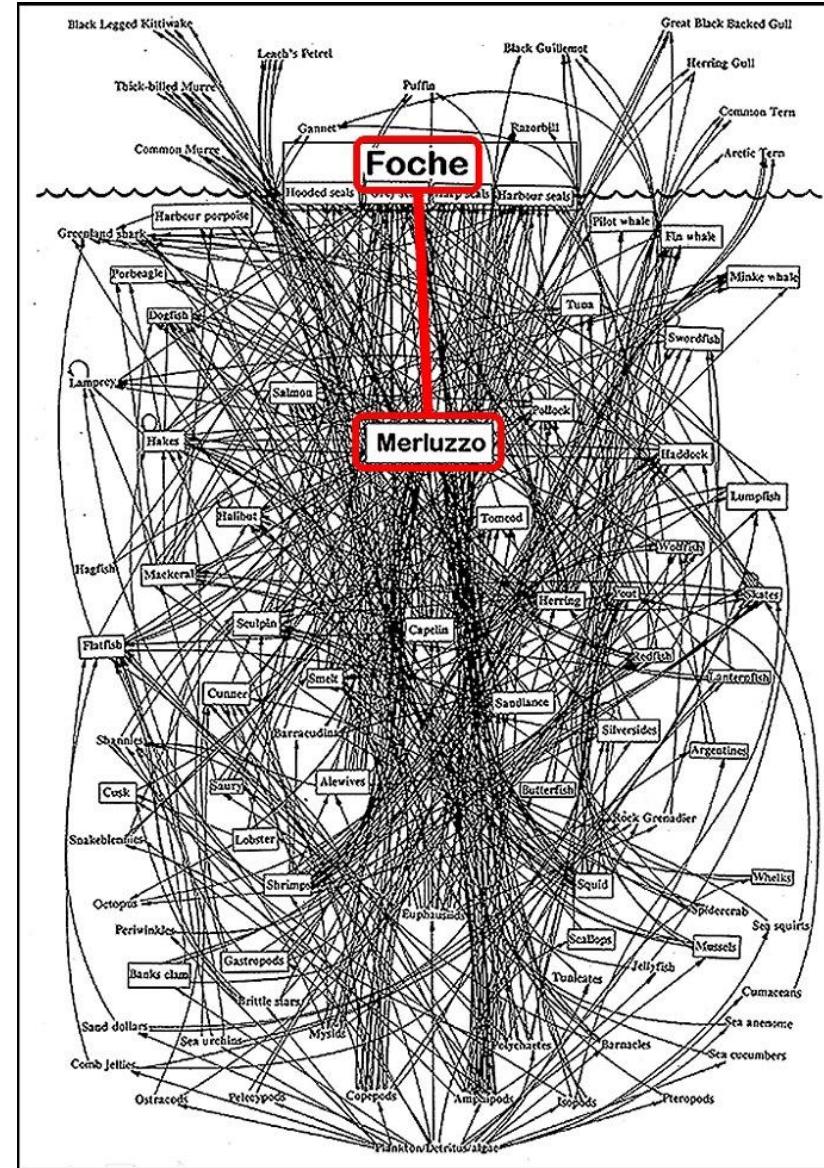 Black Legged Kittiwake
Great Black Backed Gull
Leach's Petrel
Black Guillemot
Herring Gull
Thick-billed Murre
Puffin
Common Tern
Gannet
Razorbill
Common Murre
Arctic Tern
Foche
Hooded seals
seals
Harbour seals
Harbour porpoise
Pilot whale
Greenland shark
Fin whale
Porbeagle
Minke whale
Tuna
Dogfish
Swordfish
Lamprey
Salmon
Pollock
Hakes
Merluzzo
Haddock
Lumpfish
Halibut
Tomcod
Wolffish
Hagfish
Mackeral
Herring
Pout
Skates
Sculpin
Capelin
Flatfish
Redfish
Smelt
Lanternfish
Cunner
Sandlance
Silversides
Shannies
Barracudinas
Argentines
Cusk
Saury
Alewives
Butterfish
Rock Grenadier
Snakeblennies
Lobster
Shrimps
Squid
Whelks
Octopus
Euphausiids
Spidercrab
Periwinkles
Sea squirts
Scallops
Mussels
Gastropods
Jellyfish
Banks clam
Tunicates
Cumaceans
Brittle stars
Sand dollars
Sea anenome
Mysids
Sea urchins
Polychaetes
Barnacles
Sea cucumbers
Comb Jellies
Ostracods
Pelecypods
Copepods
Amphipods
Isopods
Pteropods
Plankton/Detritus/algae